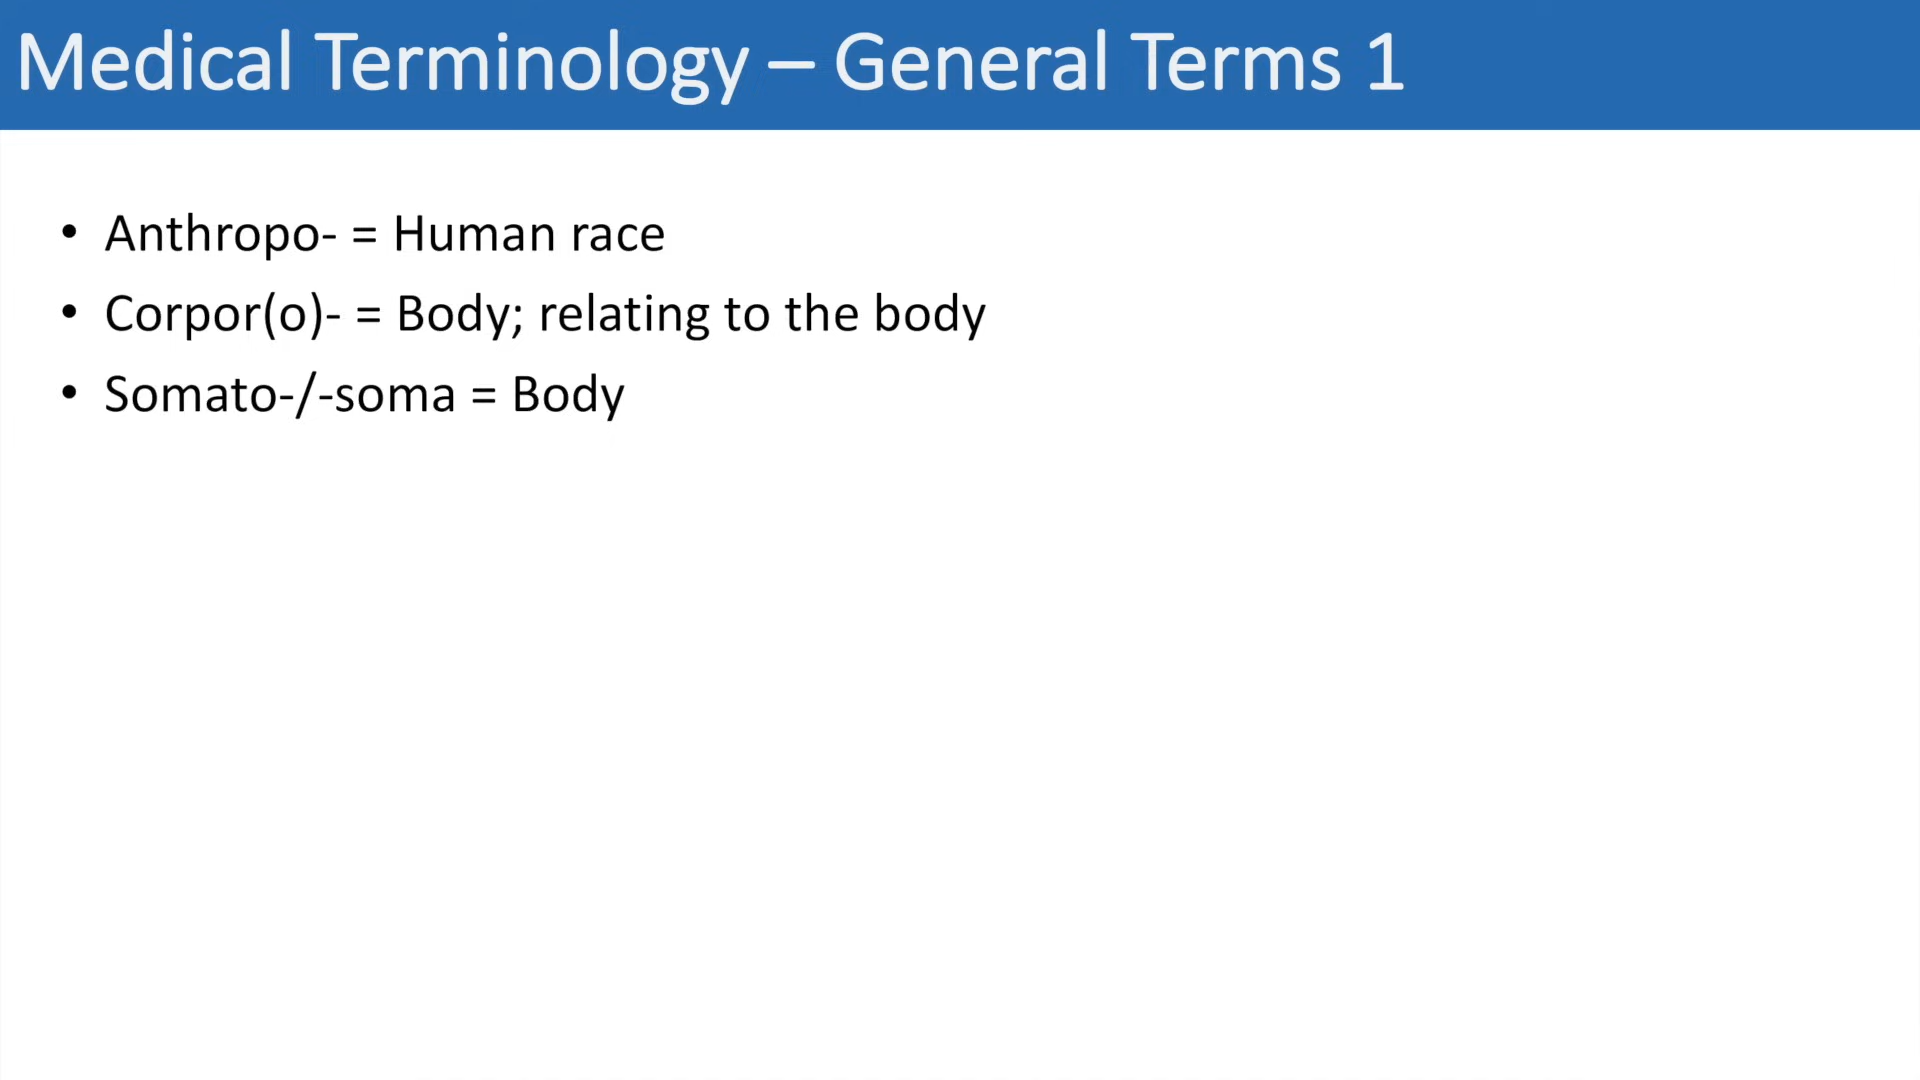 Medical Terminology – General Terms 1
• Anthropo- = Human race
• Corpor(o)- = Body; relating to the body
• Somato-/-soma = Body